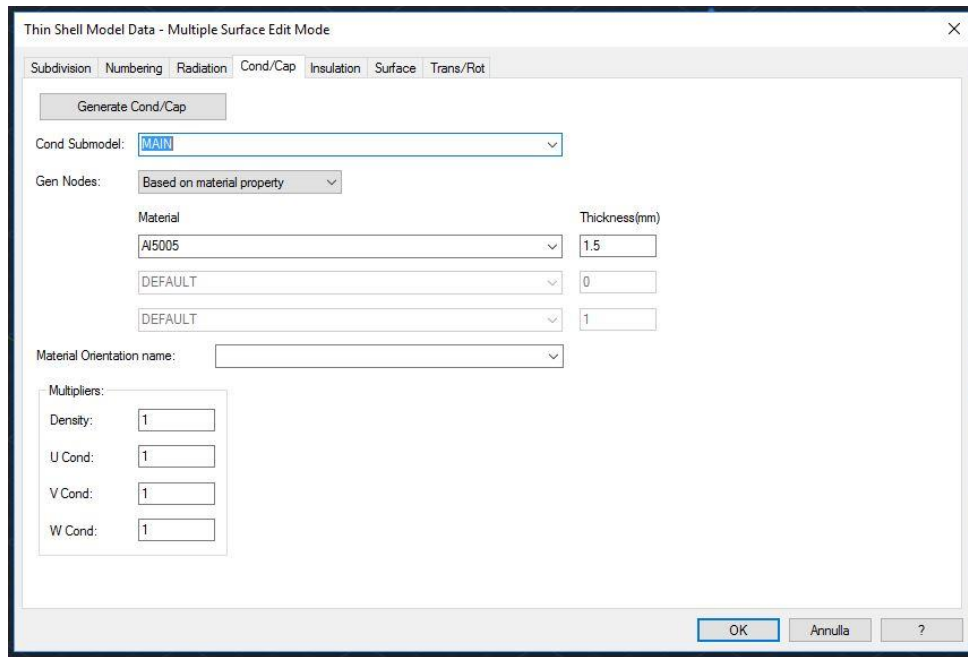 Thin Shell Model Data - Multiple Surface Edit Mode
Subdivision Numbering Radiation Cond/Cap Insulation Surface Trans/Rot
Generate Cond/Cap
Cond Submodel: MAIN
Gen Nodes: Based on material property
Material Thickness(mm)
Al5005 1.5
DEFAULT 0
DEFAULT 1
Material Orientation name:
Multipliers:
Density: 1
U Cond: 1
V Cond: 1
W Cond: 1
OK Annulla ?